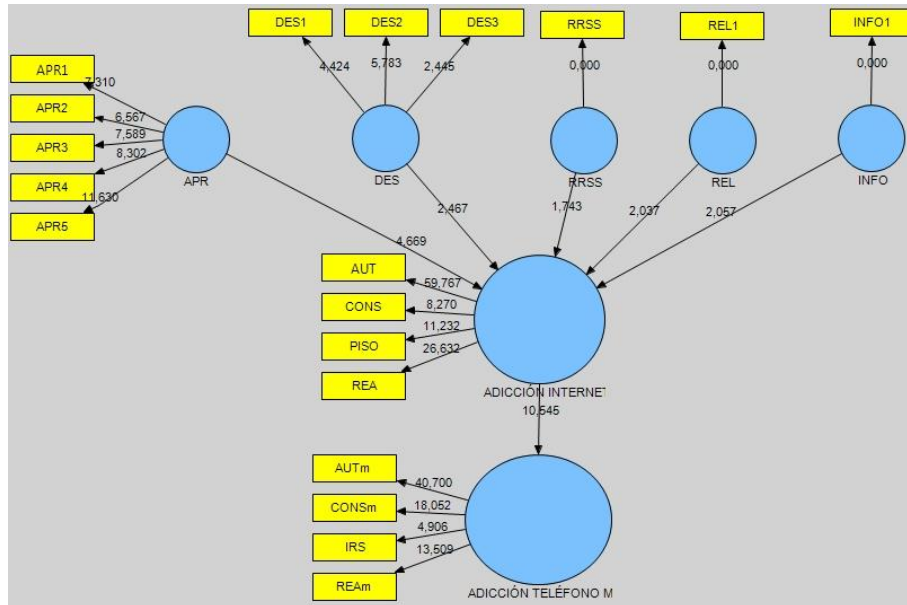 DES1
DES2
DES3
RRSS
REL1
INFO1
4,424
5,783
2,445
0,000
0,000
0,000
APR1
APR2
APR3
APR4
APR5
7,310
6,567
7,589
8,302
11,630
APR
DES
RRSS
REL
INFO
4,669
2,467
1,743
2,037
2,057
AUT
CONS
PISO
REA
59,767
8,270
11,232
26,632
ADICCIÓN INTERNET
10,545
AUTm
CONSm
IRS
REAm
40,700
18,052
4,906
13,509
ADICCIÓN TELÉFONO M